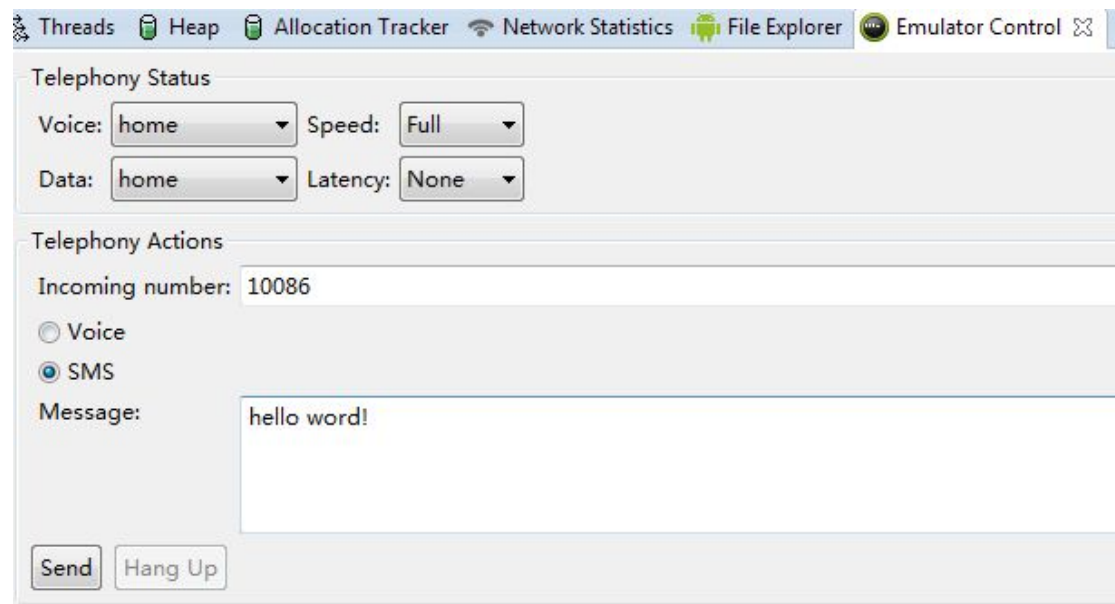 Threads Heap Allocation Tracker Network Statistics File Explorer Emulator Control
Telephony Status
Voice: home Speed: Full
Data: home Latency: None
Telephony Actions
Incoming number: 10086
Voice
SMS
Message: hello word!
Send Hang Up